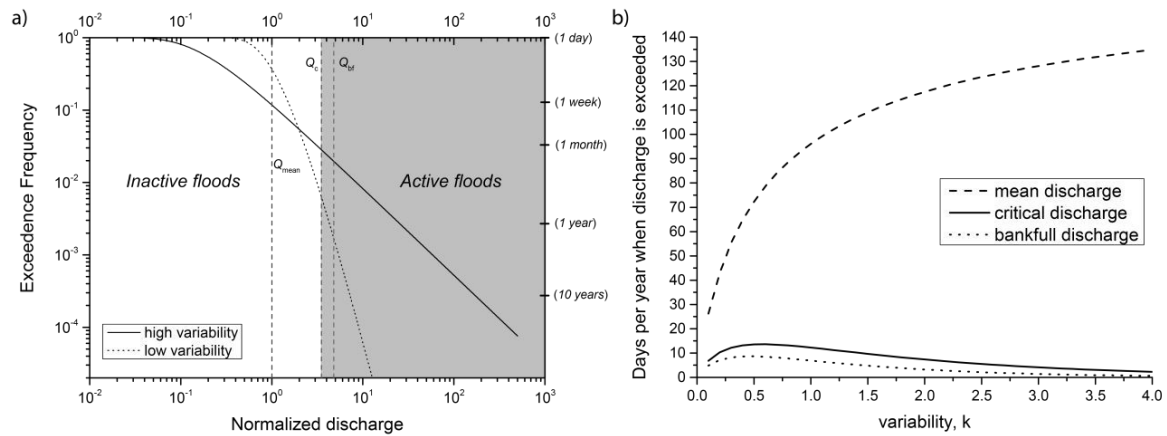 a)
10^-2 10^-1 10^0 10^1 10^2 10^3
10^0
10^-1
10^-2
10^-3
10^-4
Exceedence Frequency
Q_c
Q_bf
Q_mean
Inactive floods
Active floods
(1 day)
(1 week)
(1 month)
(1 year)
(10 years)
high variability
low variability
10^-2 10^-1 10^0 10^1 10^2 10^3
Normalized discharge
b)
Days per year when discharge is exceeded
140
130
120
110
100
90
80
70
60
50
40
30
20
10
0
mean discharge
critical discharge
bankfull discharge
0.0 0.5 1.0 1.5 2.0 2.5 3.0 3.5 4.0
variability, k